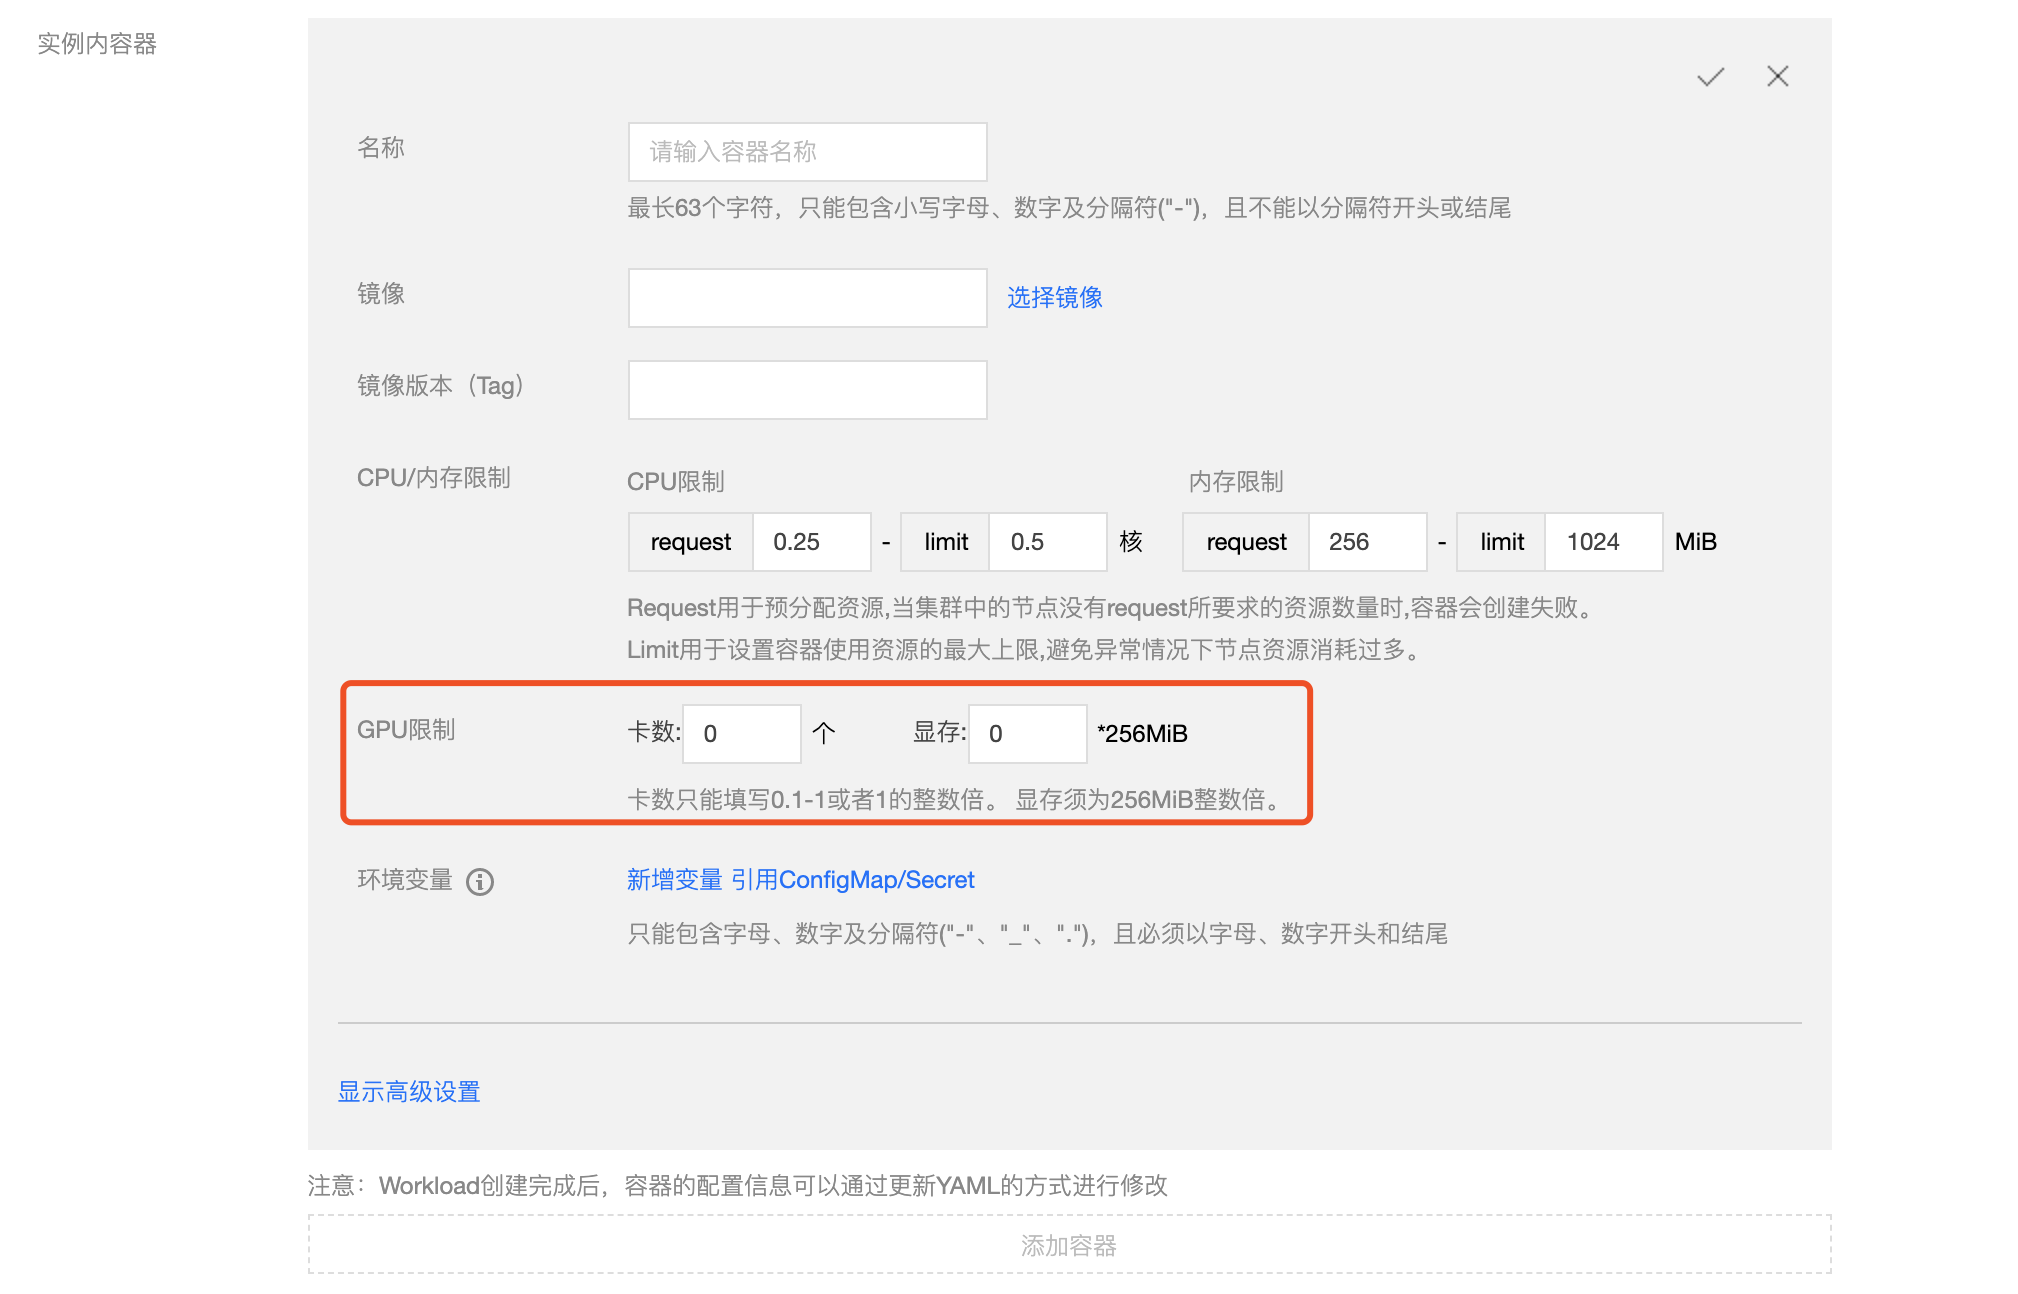 实例内容器
名称
请输入容器名称
最长63个字符，只能包含小写字母、数字及分隔符("-")，且不能以分隔符开头或结尾
镜像
选择镜像
镜像版本（Tag）
CPU/内存限制
CPU限制
内存限制
request 0.25 - limit 0.5 核
request 256 - limit 1024 MiB
Request用于预分配资源,当集群中的节点没有request所要求的资源数量时,容器会创建失败。
Limit用于设置容器使用资源的最大上限,避免异常情况下节点资源消耗过多。
GPU限制
卡数: 0 个 显存: 0 *256MiB
卡数只能填写0.1-1或者1的整数倍。 显存须为256MiB整数倍。
环境变量
新增变量 引用ConfigMap/Secret
只能包含字母、数字及分隔符("-"、"_"、".")，且必须以字母、数字开头和结尾
显示高级设置
注意：Workload创建完成后，容器的配置信息可以通过更新YAML的方式进行修改
添加容器